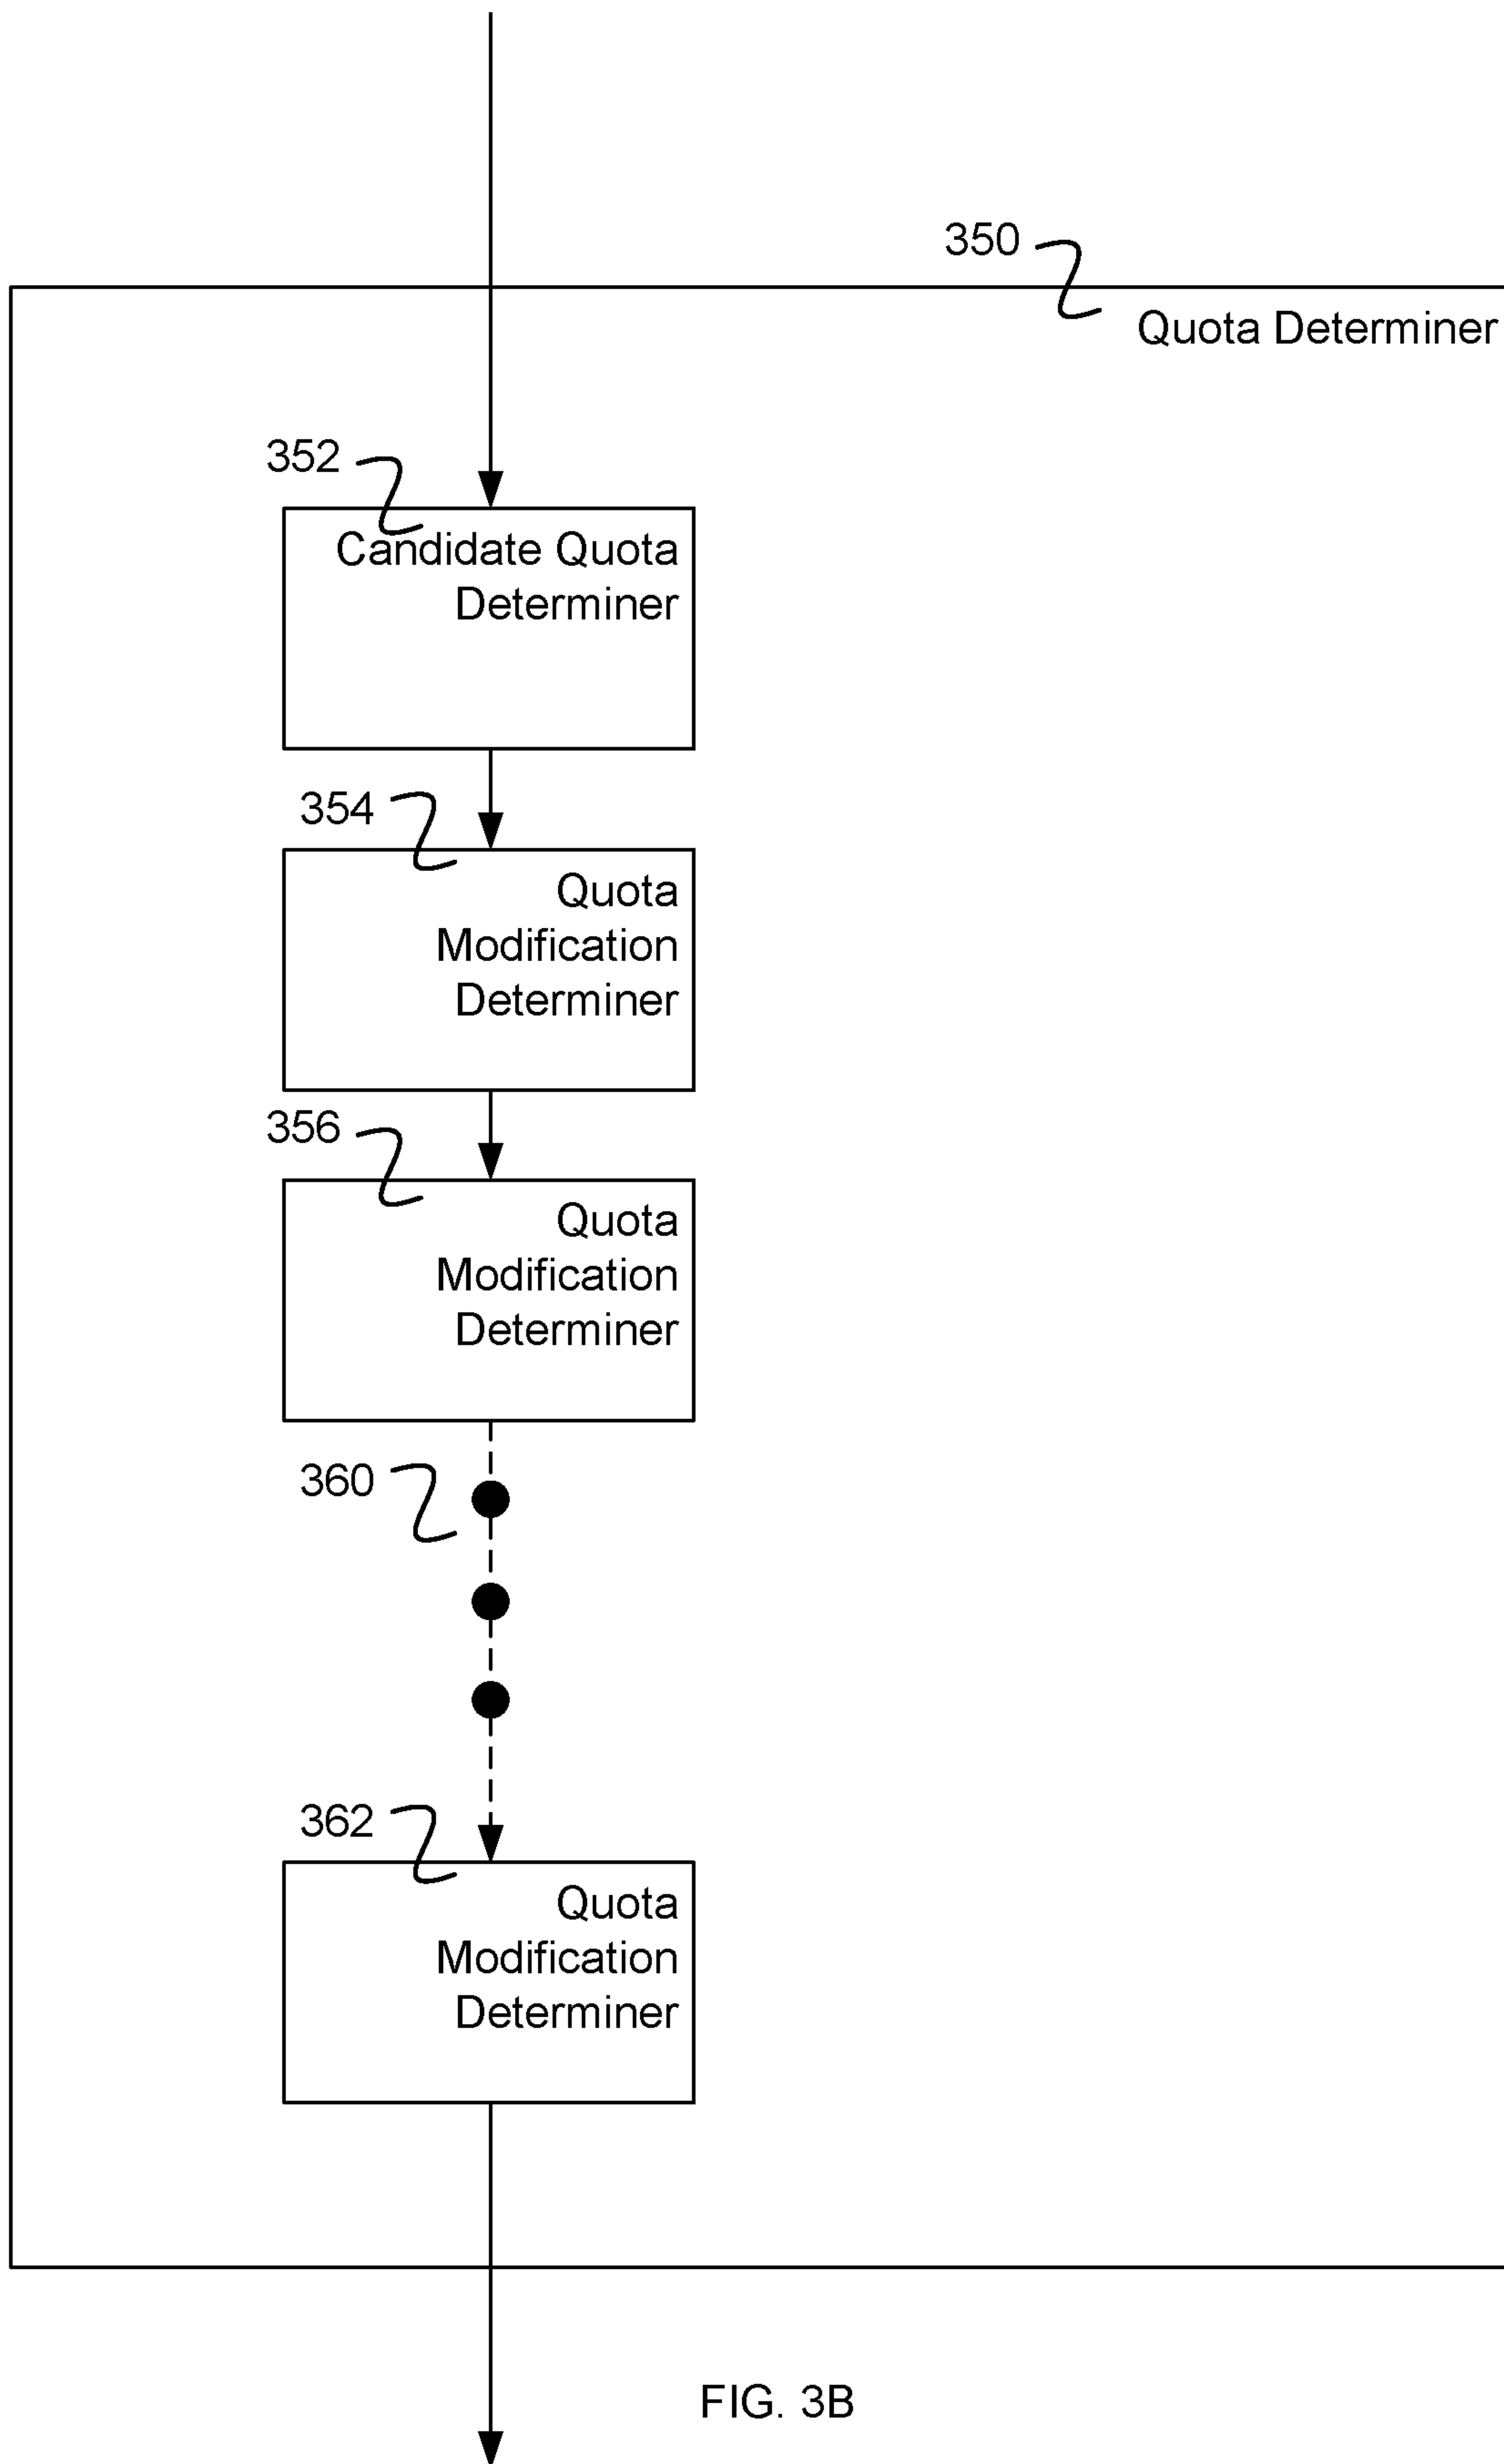 350
Quota Determiner
352
Candidate Quota
Determiner
354
Quota
Modification
Determiner
356
Quota
Modification
Determiner
360
362
Quota
Modification
Determiner
FIG. 3B